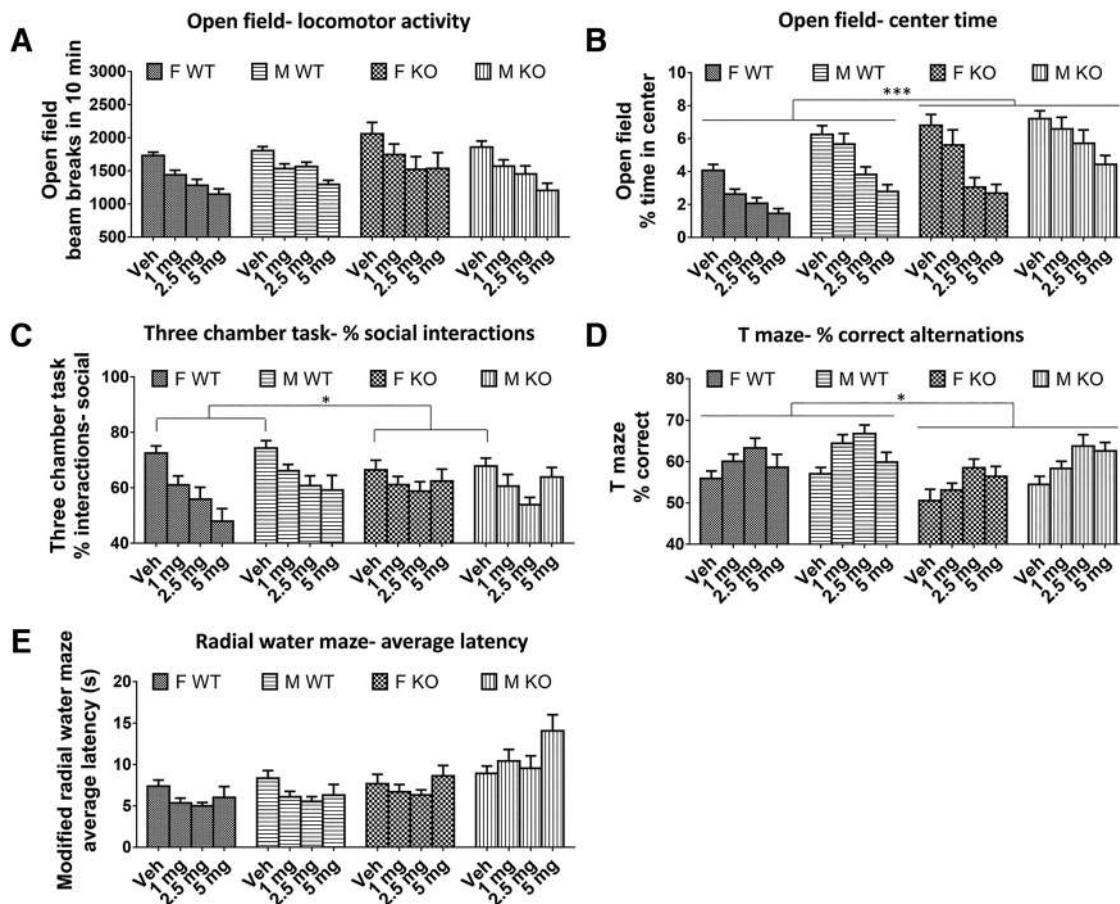 A
Open field- locomotor activity
F WT M WT F KO M KO
Open field
beam breaks in 10 min
3000
2500
2000
1500
1000
500
Veh 1 mg 2.5 mg 5 mg Veh 1 mg 2.5 mg 5 mg Veh 1 mg 2.5 mg 5 mg Veh 1 mg 2.5 mg 5 mg
B
Open field- center time
F WT M WT F KO M KO
***
Open field
% time in center
10
8
6
4
2
0
Veh 1 mg 2.5 mg 5 mg Veh 1 mg 2.5 mg 5 mg Veh 1 mg 2.5 mg 5 mg Veh 1 mg 2.5 mg 5 mg
C
Three chamber task- % social interactions
F WT M WT F KO M KO
*
Three chamber task
% interactions- social
100
80
60
40
Veh 1 mg 2.5 mg 5 mg Veh 1 mg 2.5 mg 5 mg Veh 1 mg 2.5 mg 5 mg Veh 1 mg 2.5 mg 5 mg
D
T maze- % correct alternations
F WT M WT F KO M KO
*
T maze
% correct
80
70
60
50
40
Veh 1 mg 2.5 mg 5 mg Veh 1 mg 2.5 mg 5 mg Veh 1 mg 2.5 mg 5 mg Veh 1 mg 2.5 mg 5 mg
E
Radial water maze- average latency
F WT M WT F KO M KO
Modified radial water maze
average latency (s)
20
15
10
5
0
Veh 1 mg 2.5 mg 5 mg Veh 1 mg 2.5 mg 5 mg Veh 1 mg 2.5 mg 5 mg Veh 1 mg 2.5 mg 5 mg